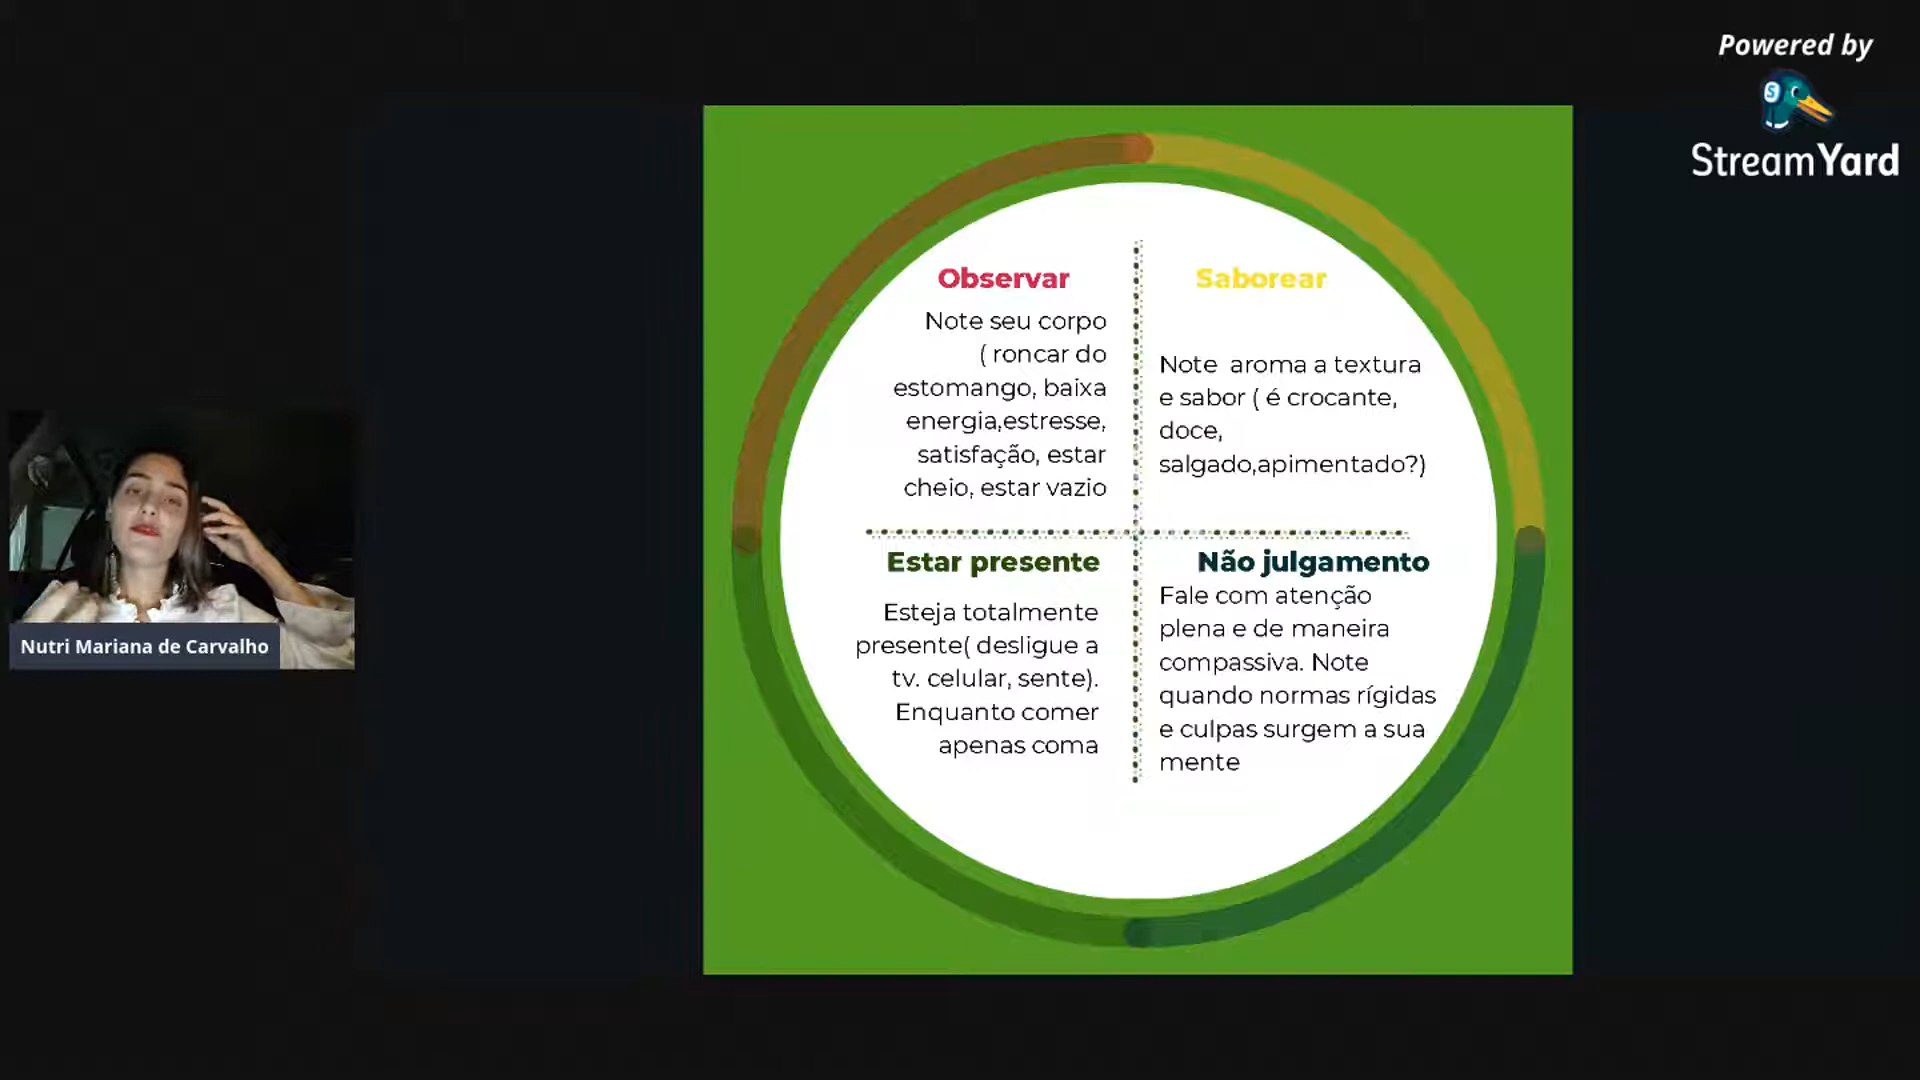 Powered by
StreamYard
Observar
Note seu corpo
( roncar do
estomango, baixa
energia,estresse,
satisfação, estar
cheio, estar vazio
Saborear
Note aroma a textura
e sabor ( é crocante,
doce,
salgado,apimentado?)
Estar presente
Esteja totalmente
presente( desligue a
tv. celular, sente).
Enquanto comer
apenas coma
Não julgamento
Fale com atenção
plena e de maneira
compassiva. Note
quando normas rígidas
e culpas surgem a sua
mente
Nutri Mariana de Carvalho